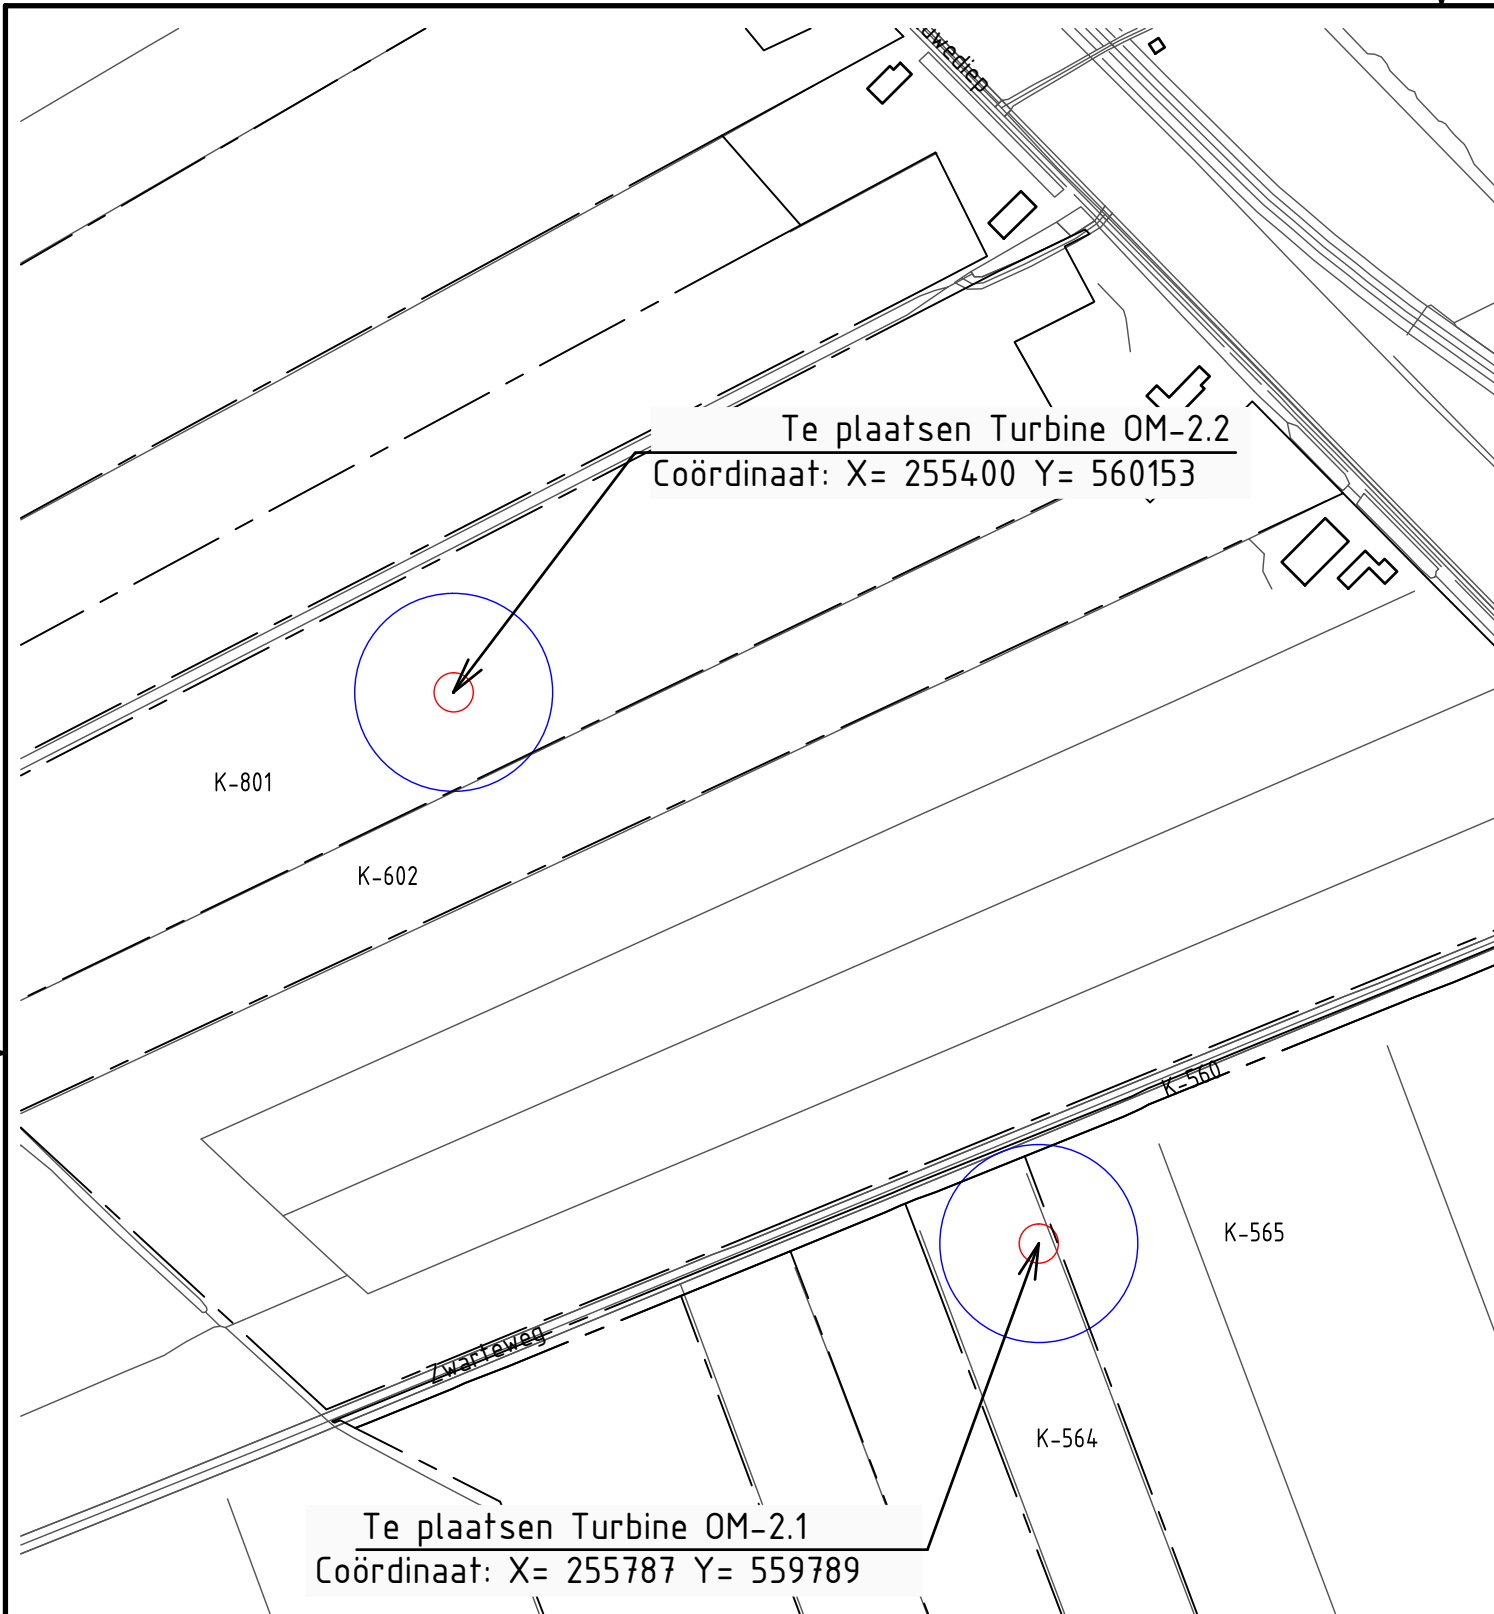 Te plaatsen Turbine OM-2.2
Coördinaat: X= 255400 Y= 560153
K-801
K-602
K-560
K-565
Zwarteweg
K-564
Te plaatsen Turbine OM-2.1
Coördinaat: X= 255787 Y= 559789